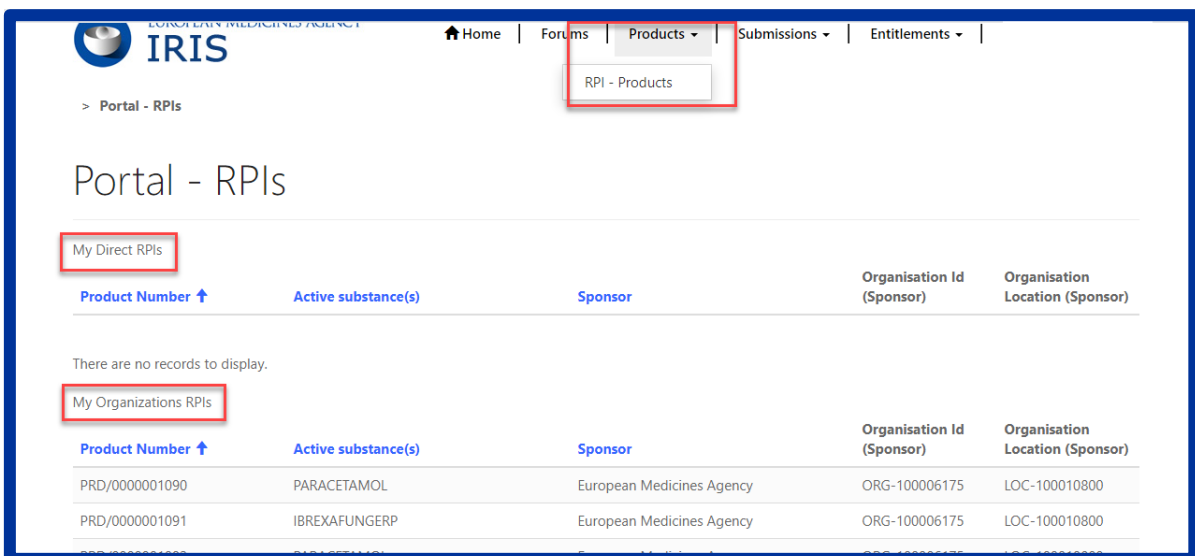 EUROPEAN MEDICINES AGENCY
IRIS
Home | Forums | Products | Submissions | Entitlements |
RPI - Products
> Portal - RPIs
Portal - RPIs
My Direct RPIs
Product Number Active substance(s) Sponsor Organisation Id (Sponsor) Organisation Location (Sponsor)
There are no records to display.
My Organizations RPIs
Product Number Active substance(s) Sponsor Organisation Id (Sponsor) Organisation Location (Sponsor)
PRD/0000001090 PARACETAMOL European Medicines Agency ORG-100006175 LOC-100010800
PRD/0000001091 IBREXAFUNGERP European Medicines Agency ORG-100006175 LOC-100010800